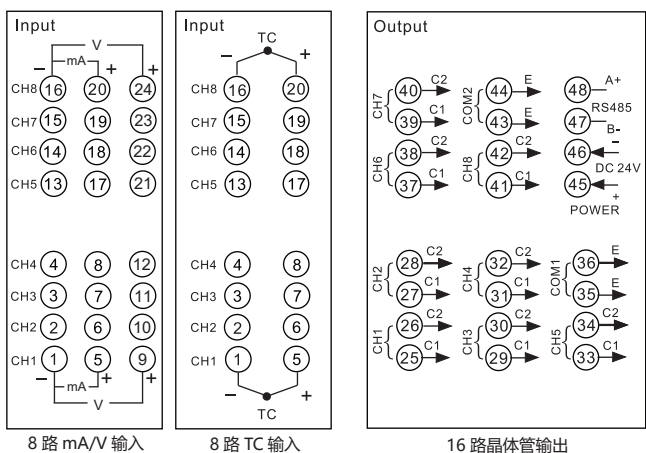 Input
V
− mA + +
CH8 16 20 24
CH7 15 19 23
CH6 14 18 22
CH5 13 17 21
CH4 4 8 12
CH3 3 7 11
CH2 2 6 10
CH1 1 5 9
− mA + +
V
8 路 mA/V 输入
Input
TC
− +
CH8 16 20
CH7 15 19
CH6 14 18
CH5 13 17
CH4 4 8
CH3 3 7
CH2 2 6
CH1 1 5
− +
TC
8 路 TC 输入
Output
CH7 40 C2 COM2 44 E 48 A+
39 C1 43 E 47 RS485 B-
CH6 38 C2 CH8 42 C2 46 −
37 C1 41 C1 45 DC 24V +
POWER
CH2 28 C2 CH4 32 C2 COM1 36 E
27 C1 31 C1 35 E
CH1 26 C2 CH3 30 C2 CH5 34 C2
25 C1 29 C1 33 C1
16 路晶体管输出